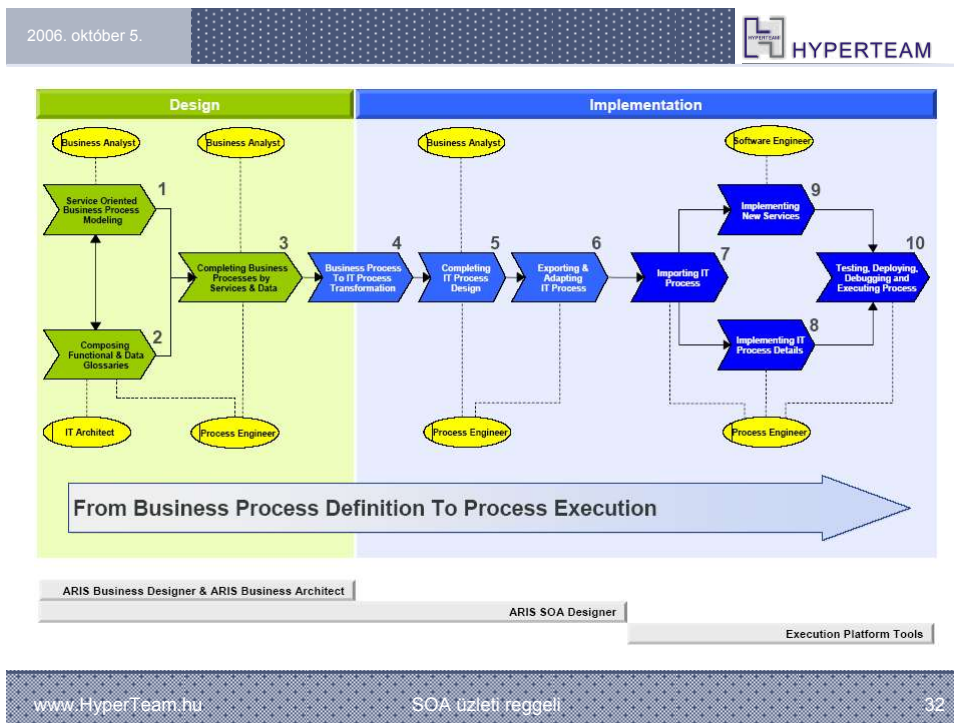 2006. október 5.
HYPERTEAM
HYPERTEAM
Design
Implementation
Business Analyst
Business Analyst
Business Analyst
Software Engineer
1
Service Oriented
Business Process
Modeling
2
Composing
Functional & Data
Glossaries
3
Completing Business
Processes by
Services & Data
4
Business Process
To IT Process
Transformation
5
Completing
IT Process
Design
6
Exporting &
Adapting
IT Process
7
Importing IT
Process
9
Implementing
New Services
8
Implementing IT
Process Details
10
Testing, Deploying,
Debugging and
Executing Process
IT Architect
Process Engineer
Process Engineer
Process Engineer
From Business Process Definition To Process Execution
ARIS Business Designer & ARIS Business Architect
ARIS SOA Designer
Execution Platform Tools
www.HyperTeam.hu
SOA üzleti reggeli
32